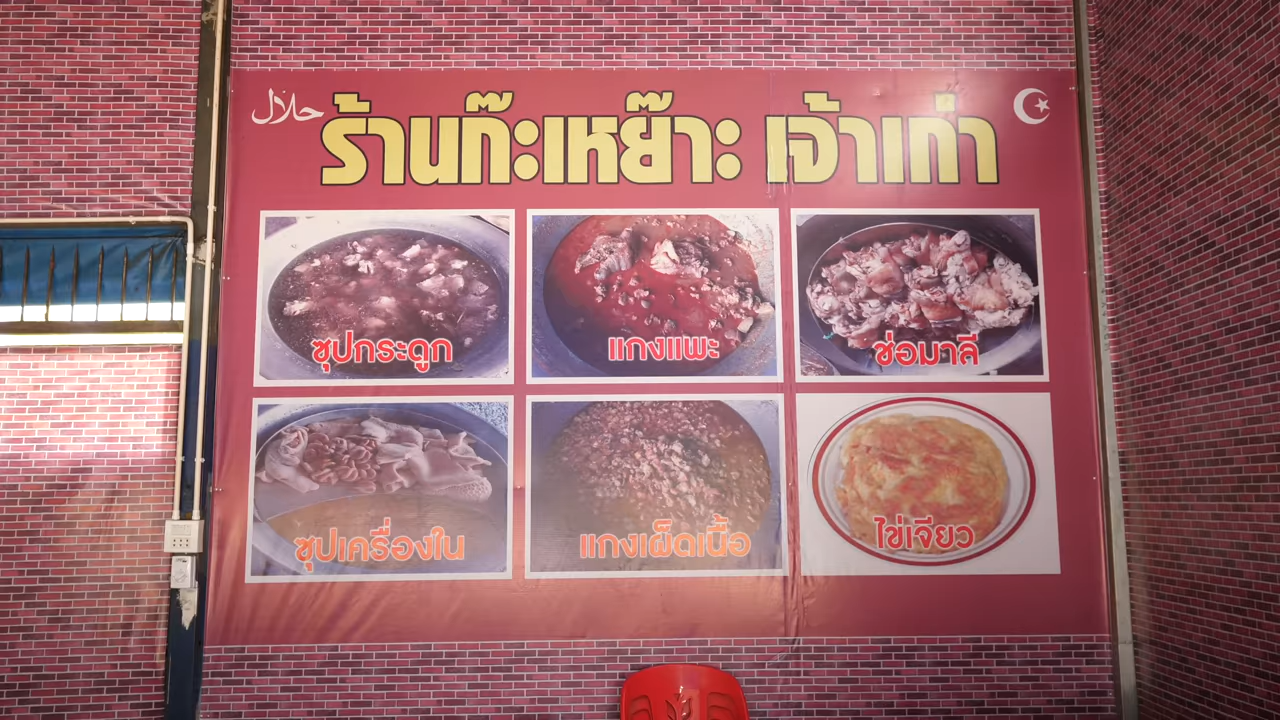 حلال
ร้านก๊ะเหย๊าะ เจ้าเก่า
ซุปกระดูก
แกงแพะ
ช่อมาลี
ซุปเครื่องใน
แกงเผ็ดเนื้อ
ไข่เจียว